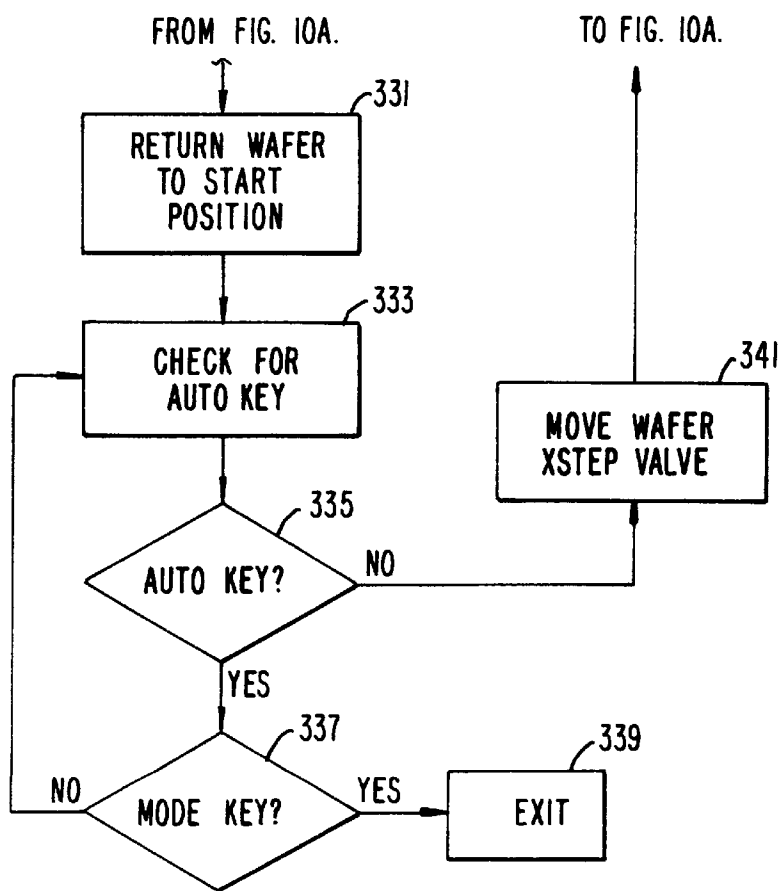 FROM FIG. 10A.
TO FIG. 10A.
331
RETURN WAFER
TO START
POSITION
333
CHECK FOR
AUTO KEY
341
MOVE WAFER
XSTEP VALVE
335
AUTO KEY?
NO
YES
337
MODE KEY?
NO
YES
339
EXIT